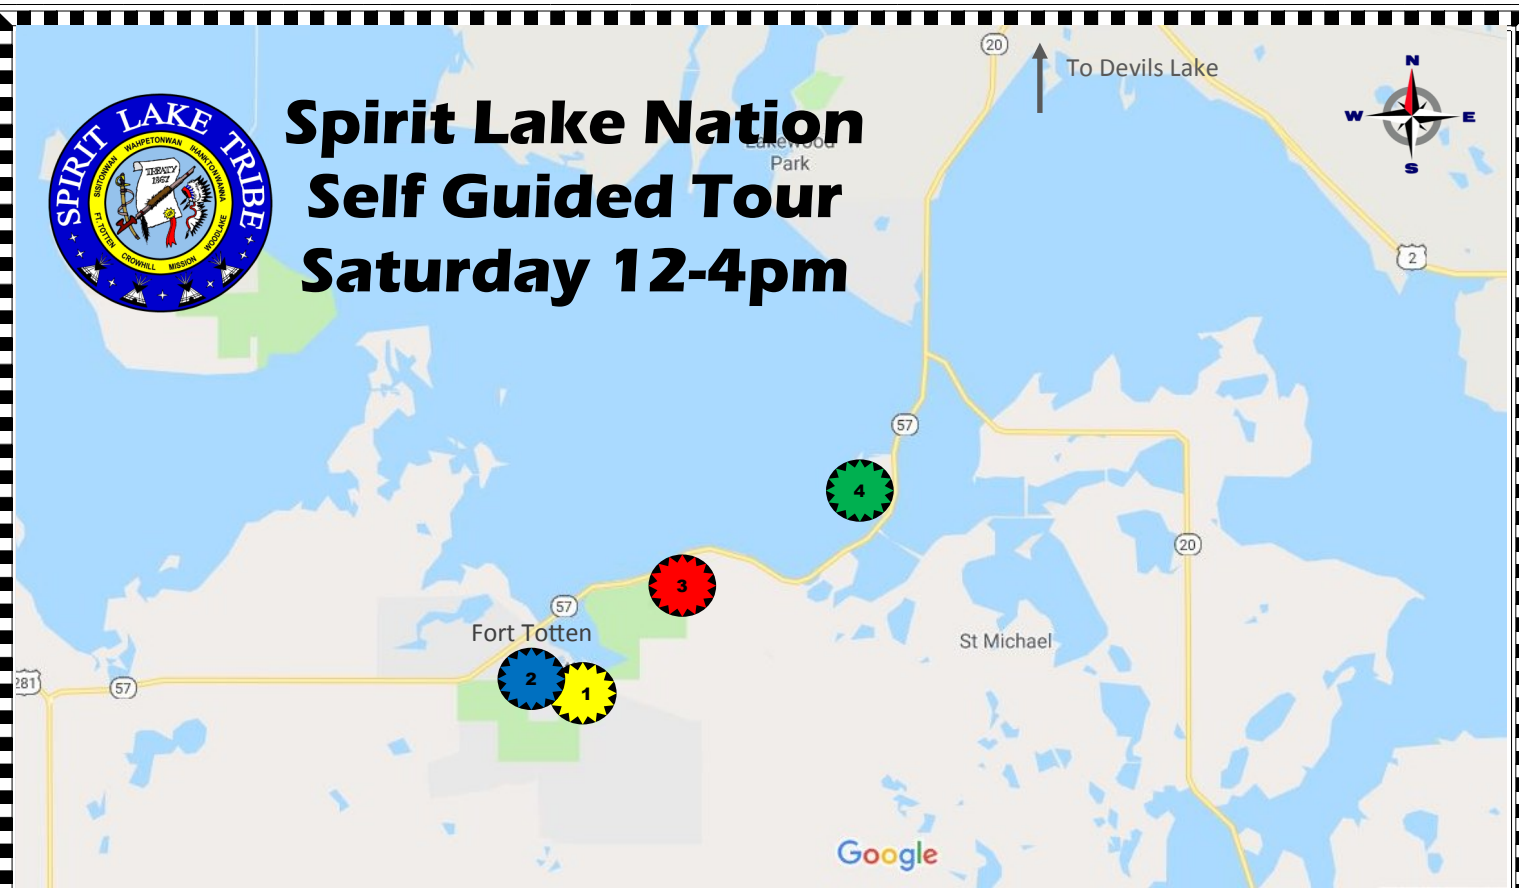 20
To Devils Lake
N
W
E
S
SPIRIT LAKE TRIBE
SISITONWAN WAHPETONWAN IHANKTONWANNA
TREATY
1867
FT. TOTTEN CROWHILL MISSION WOODLAKE
Spirit Lake Nation
Lakewood
Park
Self Guided Tour
Saturday 12-4pm
2
57
4
20
3
57
Fort Totten
St Michael
281
57
2
1
Google